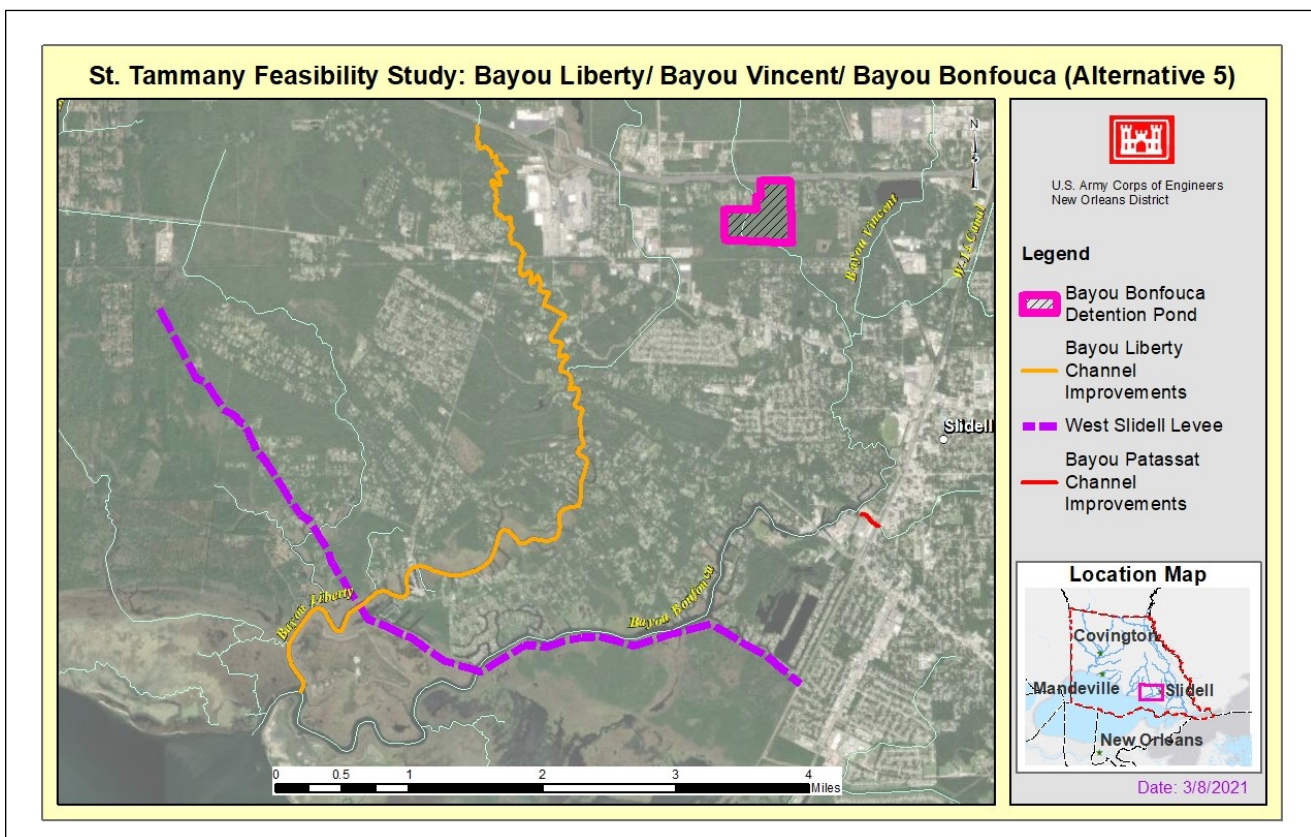 St. Tammany Feasibility Study: Bayou Liberty/ Bayou Vincent/ Bayou Bonfouca (Alternative 5)
N
Bayou Vincent
W-14 Canal
Slidell
Bayou Liberty
Bayou Bonfouca
0 0.5 1 2 3 4
Miles
U.S. Army Corps of Engineers
New Orleans District
Legend
Bayou Bonfouca
Detention Pond
Bayou Liberty
Channel
Improvements
West Slidell Levee
Bayou Patassat
Channel
Improvements
Location Map
Covington
Mandeville
Slidell
New Orleans
Date: 3/8/2021